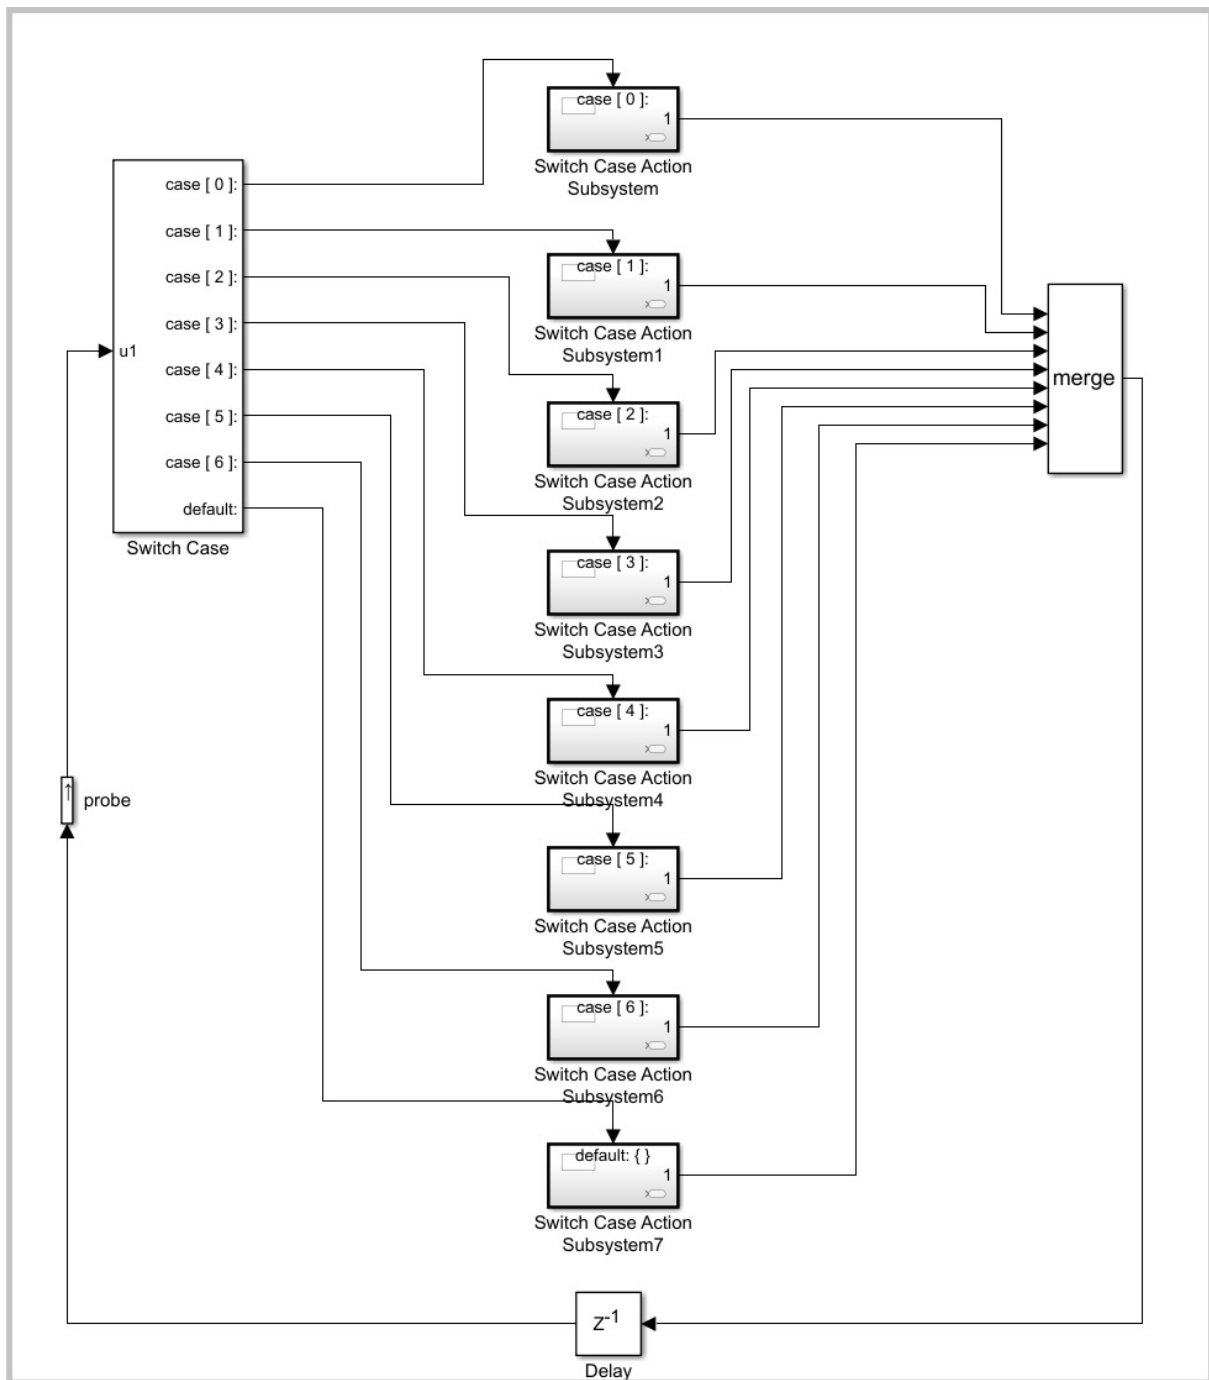 case [ 0 ]:
1
Switch Case Action
Subsystem
case [ 0 ]:
case [ 1 ]:
case [ 2 ]:
case [ 3 ]:
u1
case [ 4 ]:
case [ 5 ]:
case [ 6 ]:
default:
Switch Case
case [ 1 ]:
1
Switch Case Action
Subsystem1
merge
case [ 2 ]:
1
Switch Case Action
Subsystem2
case [ 3 ]:
1
Switch Case Action
Subsystem3
case [ 4 ]:
1
Switch Case Action
Subsystem4
probe
case [ 5 ]:
1
Switch Case Action
Subsystem5
case [ 6 ]:
1
Switch Case Action
Subsystem6
default: { }
1
Switch Case Action
Subsystem7
Z-1
Delay